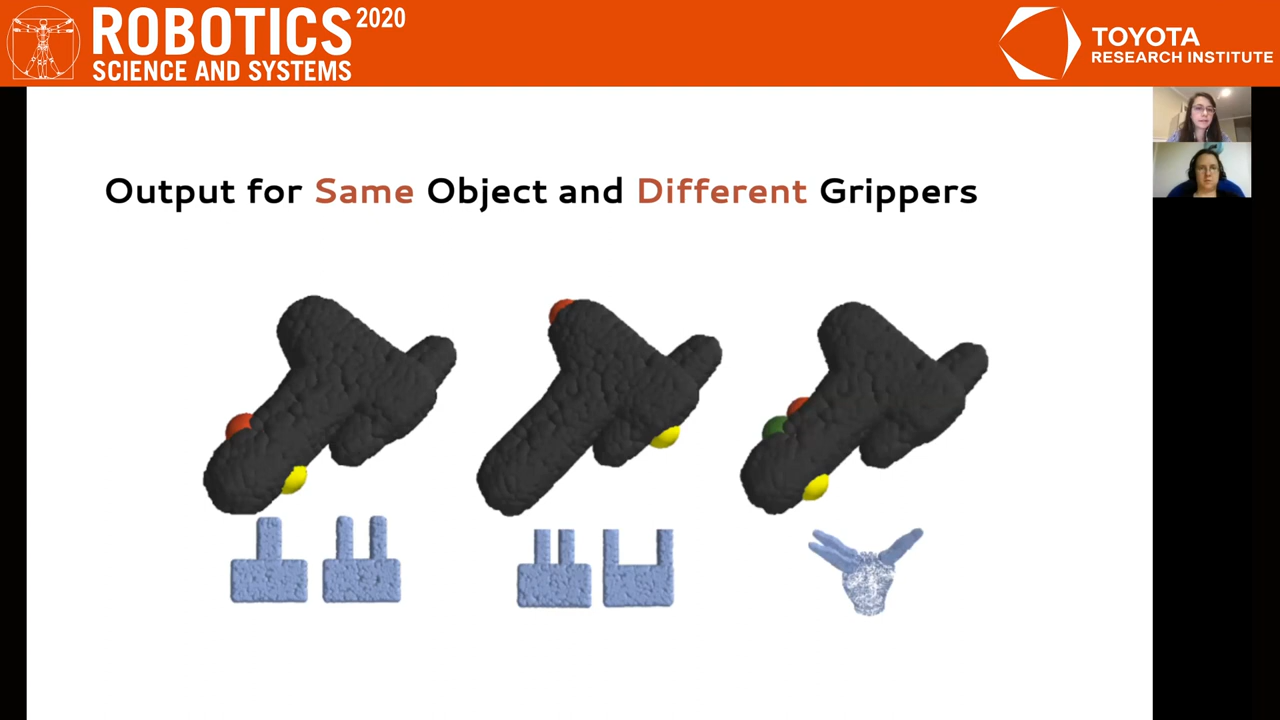 ROBOTICS 2020
SCIENCE AND SYSTEMS
TOYOTA
RESEARCH INSTITUTE
Output for Same Object and Different Grippers